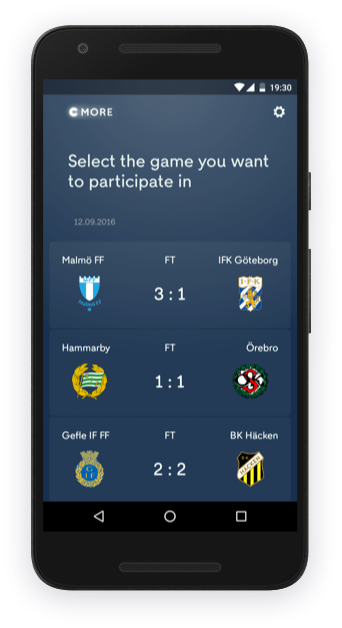 19:30
C MORE
Select the game you want
to participate in
12.09.2016
Malmö FF FT IFK Göteborg
3 : 1
Hammarby FT Örebro
1 : 1
Gefle IF FF FT BK Häcken
2 : 2